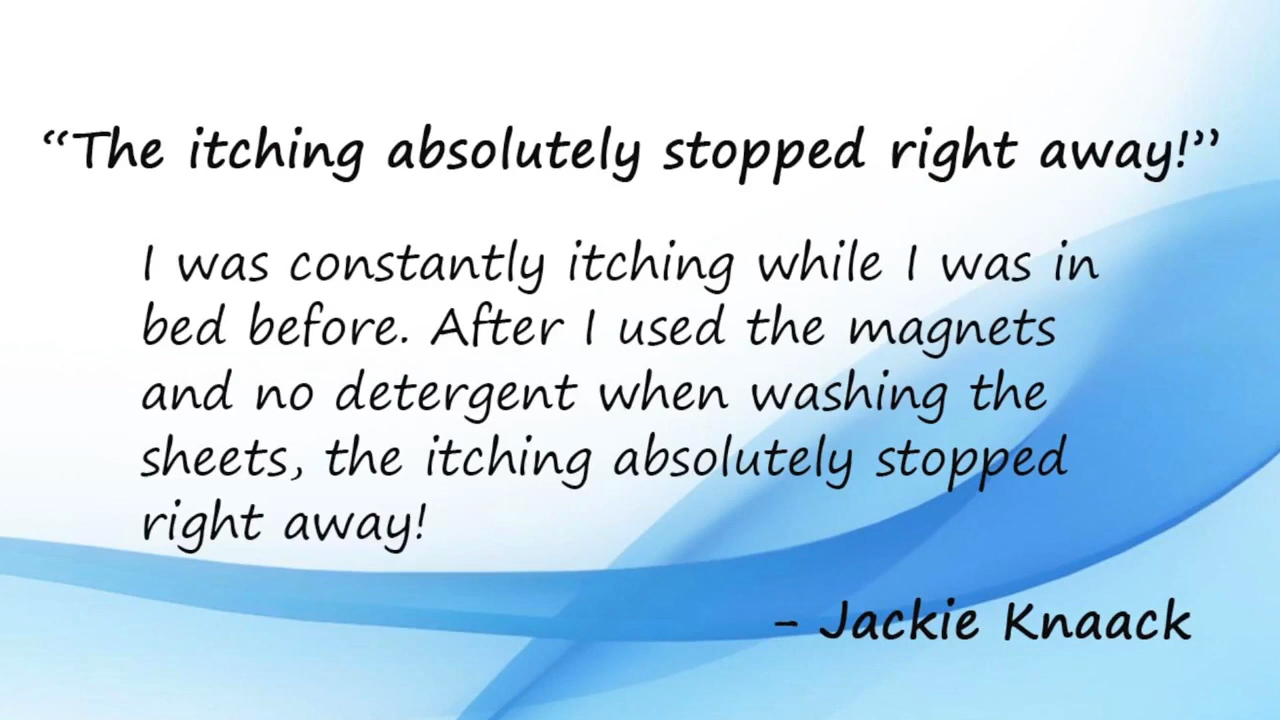 “The itching absolutely stopped right away!”
I was constantly itching while I was in
bed before. After I used the magnets
and no detergent when washing the
sheets, the itching absolutely stopped
right away!
- Jackie Knaack